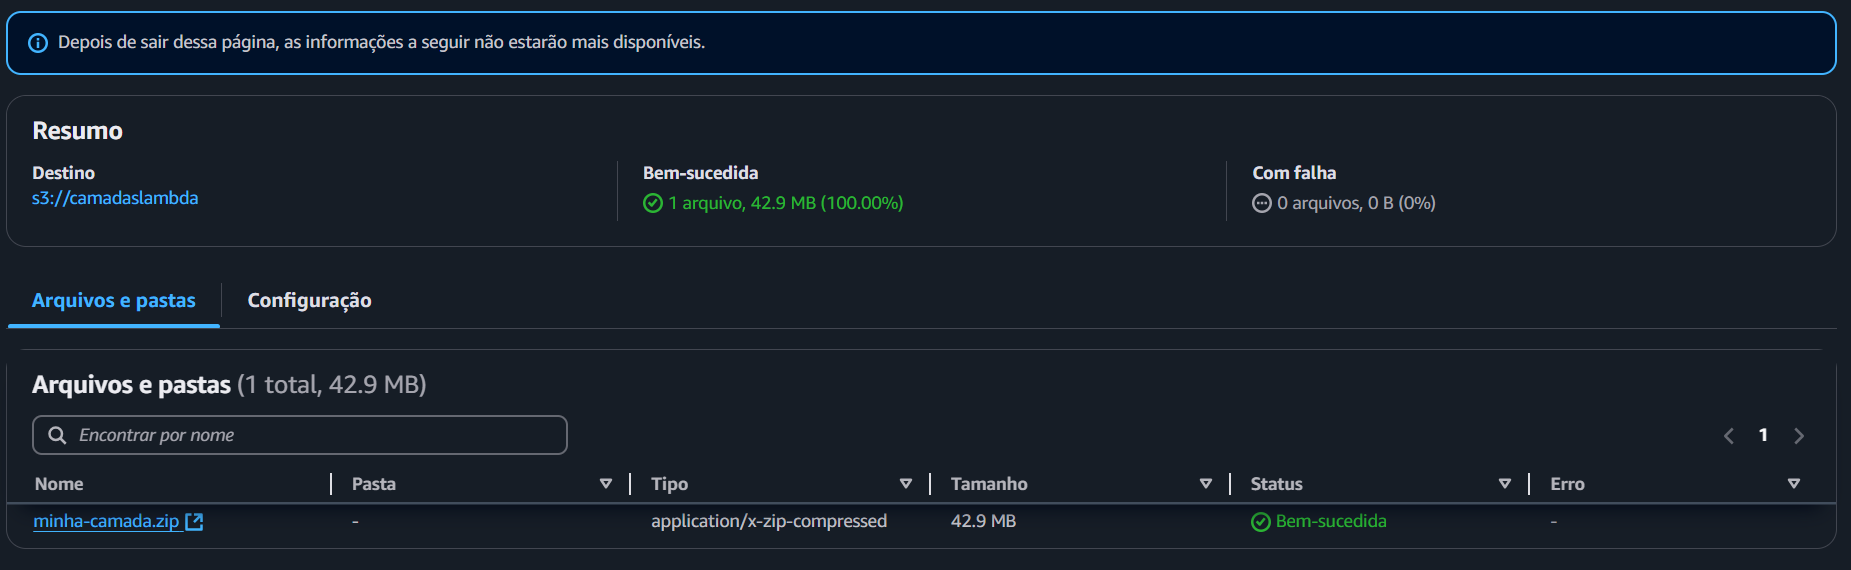 Depois de sair dessa página, as informações a seguir não estarão mais disponíveis.
Resumo
Destino
s3://camadaslambda
Bem-sucedida
1 arquivo, 42.9 MB (100.00%)
Com falha
0 arquivos, 0 B (0%)
Arquivos e pastas
Configuração
Arquivos e pastas (1 total, 42.9 MB)
Encontrar por nome
1
Nome Pasta Tipo Tamanho Status Erro
minha-camada.zip - application/x-zip-compressed 42.9 MB Bem-sucedida -